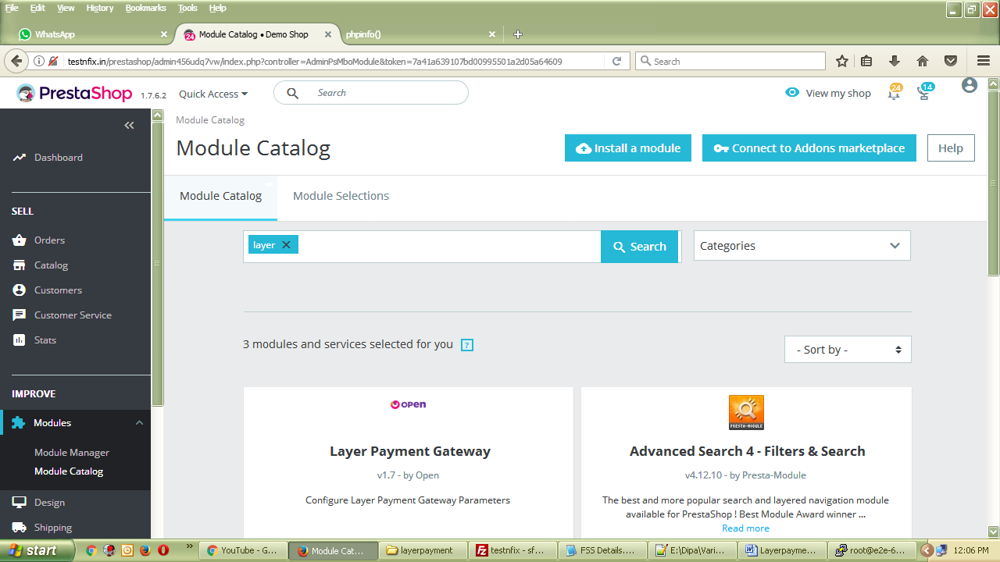 File Edit View History Bookmarks Tools Help
WhatsApp
Module Catalog • Demo Shop
phpinfo()
testnfix.in/prestashop/admin456udq7vw/index.php?controller=AdminPsMboModule&token=7a41a639107bd00995501a2d05a64609
Search
PrestaShop 1.7.6.2 Quick Access
Search
View my shop
24
14
Module Catalog
Module Catalog
Install a module
Connect to Addons marketplace
Help
Dashboard
SELL
Orders
Catalog
Customers
Customer Service
Stats
IMPROVE
Modules
Module Manager
Module Catalog
Design
Shipping
Module Catalog
Module Selections
layer
Search
Categories
3 modules and services selected for you ?
- Sort by -
OPEN
Layer Payment Gateway
v1.7 - by Open
Configure Layer Payment Gateway Parameters
PRESTA-MODULE
Advanced Search 4 - Filters & Search
v4.12.10 - by Presta-Module
The best and more popular search and layered navigation module
available for PrestaShop ! Best Module Award winner ...
Read more
start
YouTube - G...
Module Cat...
layerpayment
testnfix - sf...
FSS Details....
E:\Dipal\Vari...
Layerpayme...
root@e2e-6...
12:06 PM